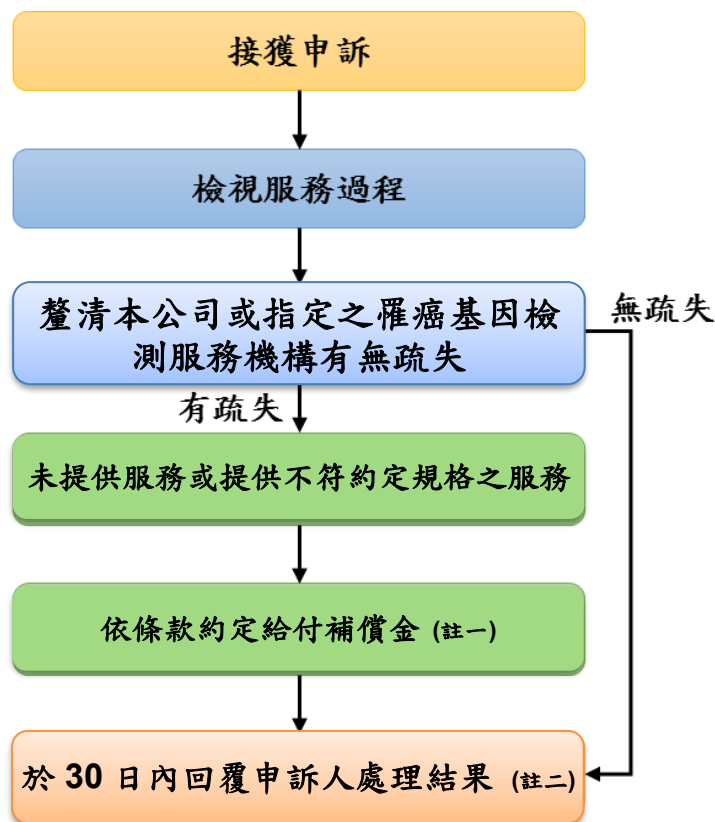 接獲申訴
檢視服務過程
釐清本公司或指定之罹癌基因檢
測服務機構有無疏失
無疏失
有疏失
未提供服務或提供不符約定規格之服務
依條款約定給付補償金 (註一)
於 30 日內回覆申訴人處理結果 (註二)